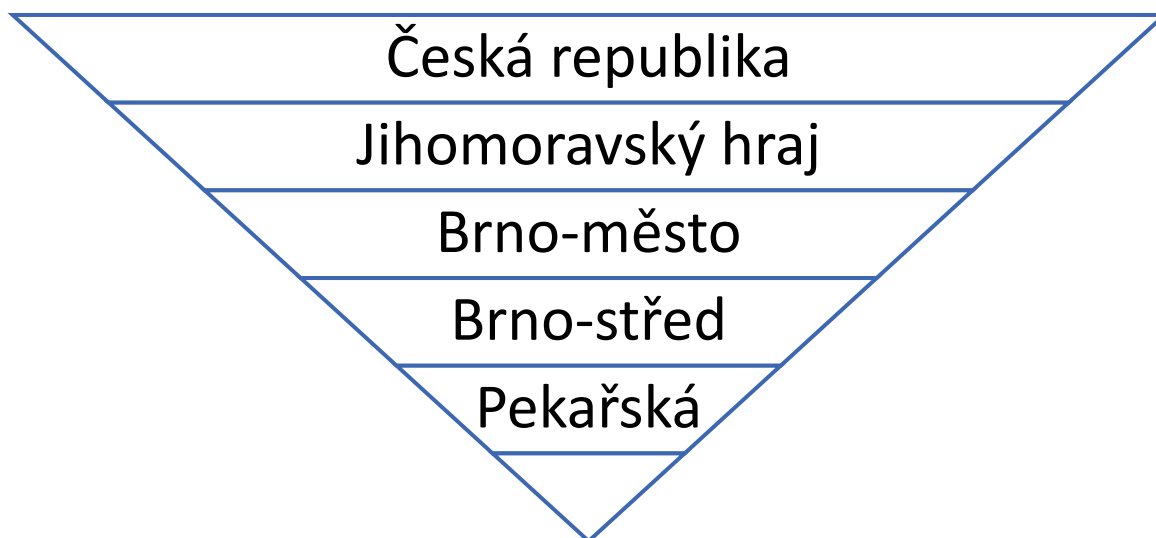 Česká republika
Jihomoravský hraj
Brno-město
Brno-střed
Pekařská